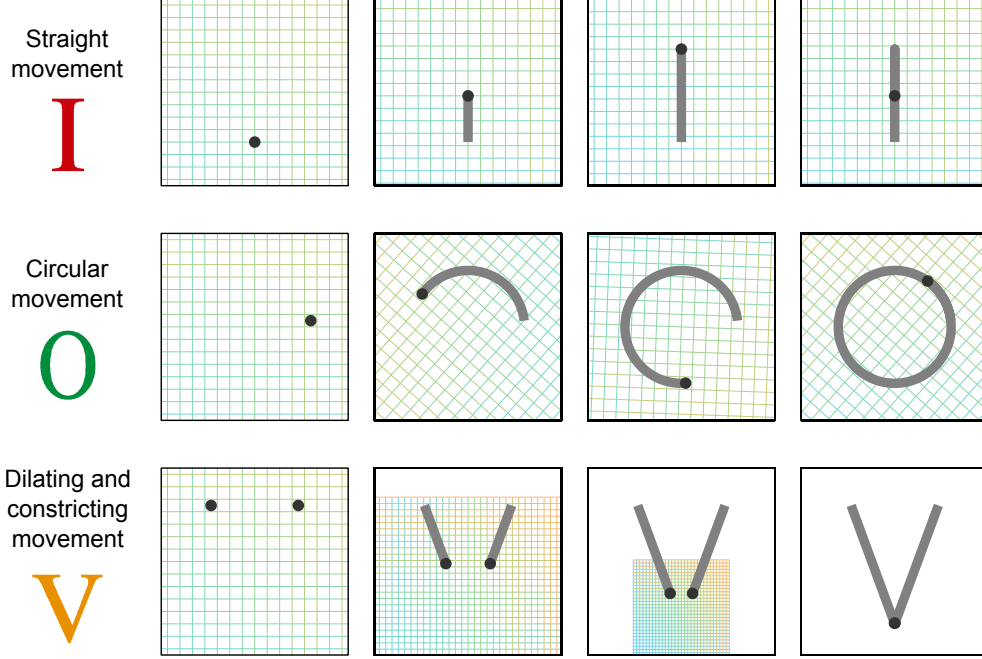 Straight
movement
I
Circular
movement
O
Dilating and
constricting
movement
V